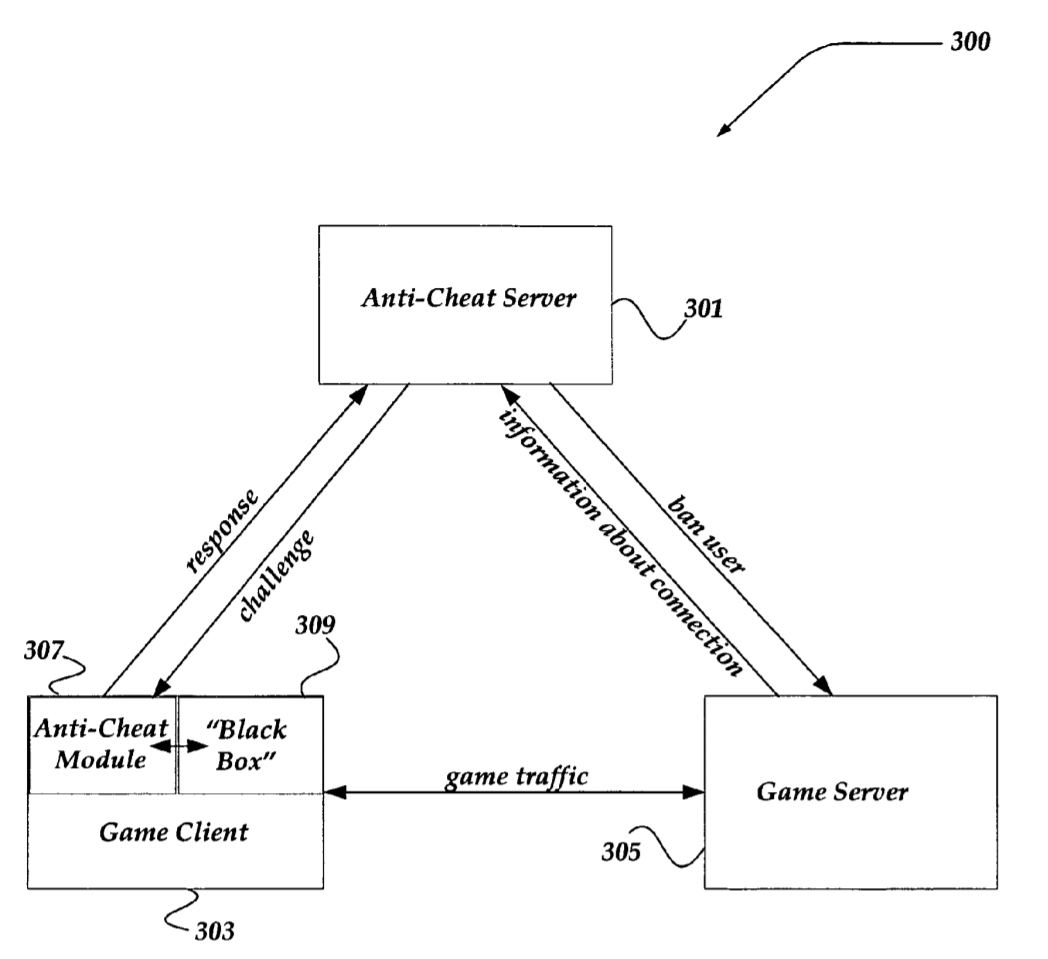 300
Anti-Cheat Server
301
response
challenge
information about connection
ban user
307
309
Anti-Cheat
Module
“Black
Box”
game traffic
Game Client
Game Server
305
303